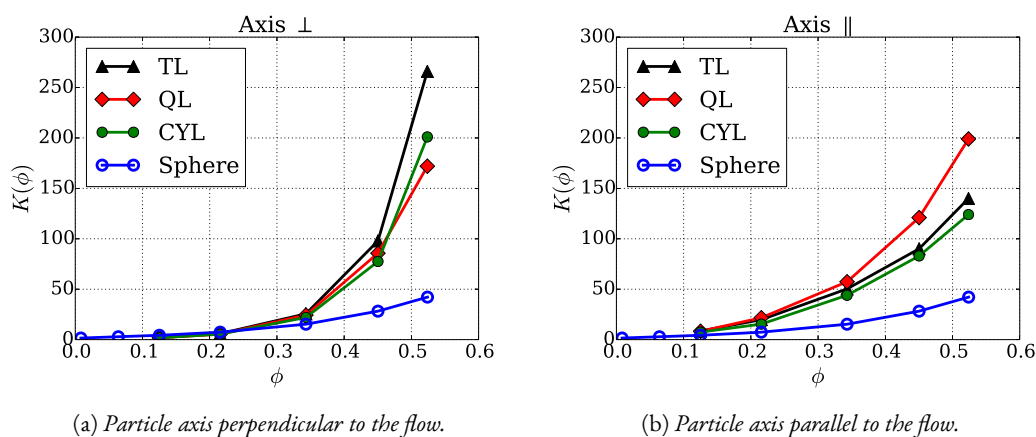 Axis ⊥
300
250
200
150
100
50
0
K(ϕ)
TL
QL
CYL
Sphere
0.0 0.1 0.2 0.3 0.4 0.5 0.6
ϕ
(a) Particle axis perpendicular to the flow.
Axis ∥
300
250
200
150
100
50
0
K(ϕ)
TL
QL
CYL
Sphere
0.0 0.1 0.2 0.3 0.4 0.5 0.6
ϕ
(b) Particle axis parallel to the flow.